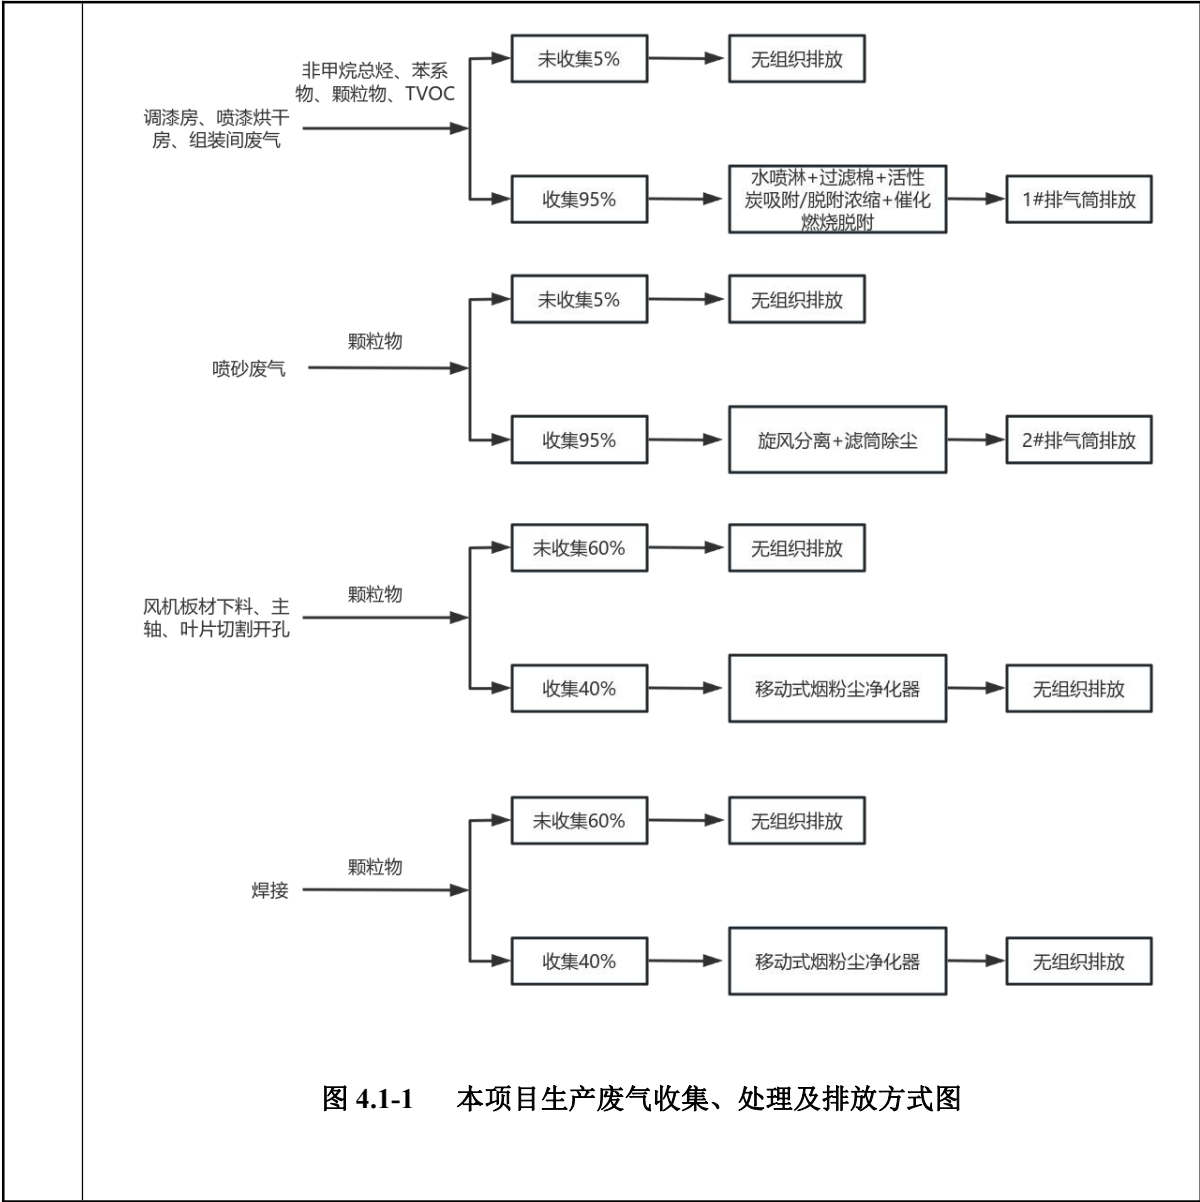 非甲烷总烃、苯系
物、颗粒物、TVOC
调漆房、喷漆烘干
房、组装间废气
未收集5%
无组织排放
收集95%
水喷淋+过滤棉+活性
炭吸附/脱附浓缩+催化
燃烧脱附
1#排气筒排放
喷砂废气
颗粒物
未收集5%
无组织排放
收集95%
旋风分离+滤筒除尘
2#排气筒排放
风机板材下料、主
轴、叶片切割开孔
颗粒物
未收集60%
无组织排放
收集40%
移动式烟粉尘净化器
无组织排放
焊接
颗粒物
未收集60%
无组织排放
收集40%
移动式烟粉尘净化器
无组织排放
图 4.1-1 本项目生产废气收集、处理及排放方式图